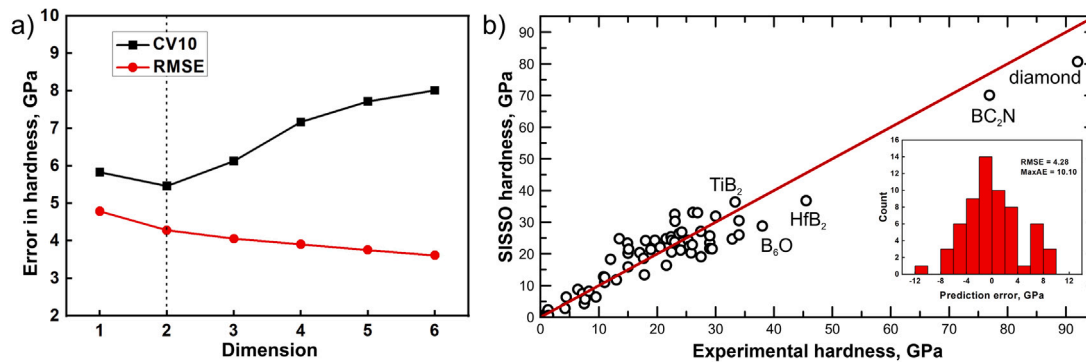 a)
Error in hardness, GPa
10
9
8
7
6
5
4
3
2
CV10
RMSE
1 2 3 4 5 6
Dimension
b)
SISSO hardness, GPa
90
80
70
60
50
40
30
20
10
0
diamond
BC₂N
TiB₂
HfB₂
B₆O
0 10 20 30 40 50 60 70 80 90
Experimental hardness, GPa
Count
16
14
12
10
8
6
4
2
0
RMSE = 4.28
MaxAE = 10.10
-12 -8 -4 0 4 8 12
Prediction error, GPa